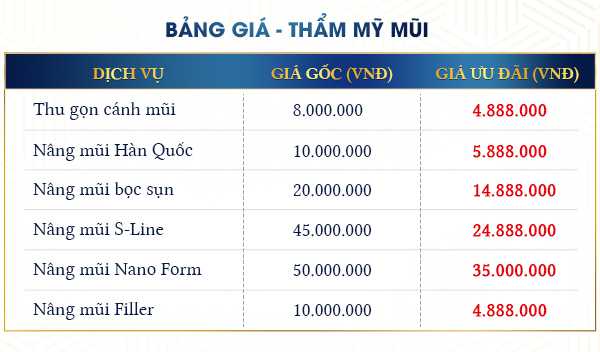 BẢNG GIÁ - THẨM MỸ MŨI
DỊCH VỤ GIÁ GỐC (VNĐ) GIÁ ƯU ĐÃI (VNĐ)
Thu gọn cánh mũi 8.000.000 4.888.000
Nâng mũi Hàn Quốc 10.000.000 5.888.000
Nâng mũi bọc sụn 20.000.000 14.888.000
Nâng mũi S-Line 45.000.000 24.888.000
Nâng mũi Nano Form 50.000.000 35.000.000
Nâng mũi Filler 10.000.000 4.888.000